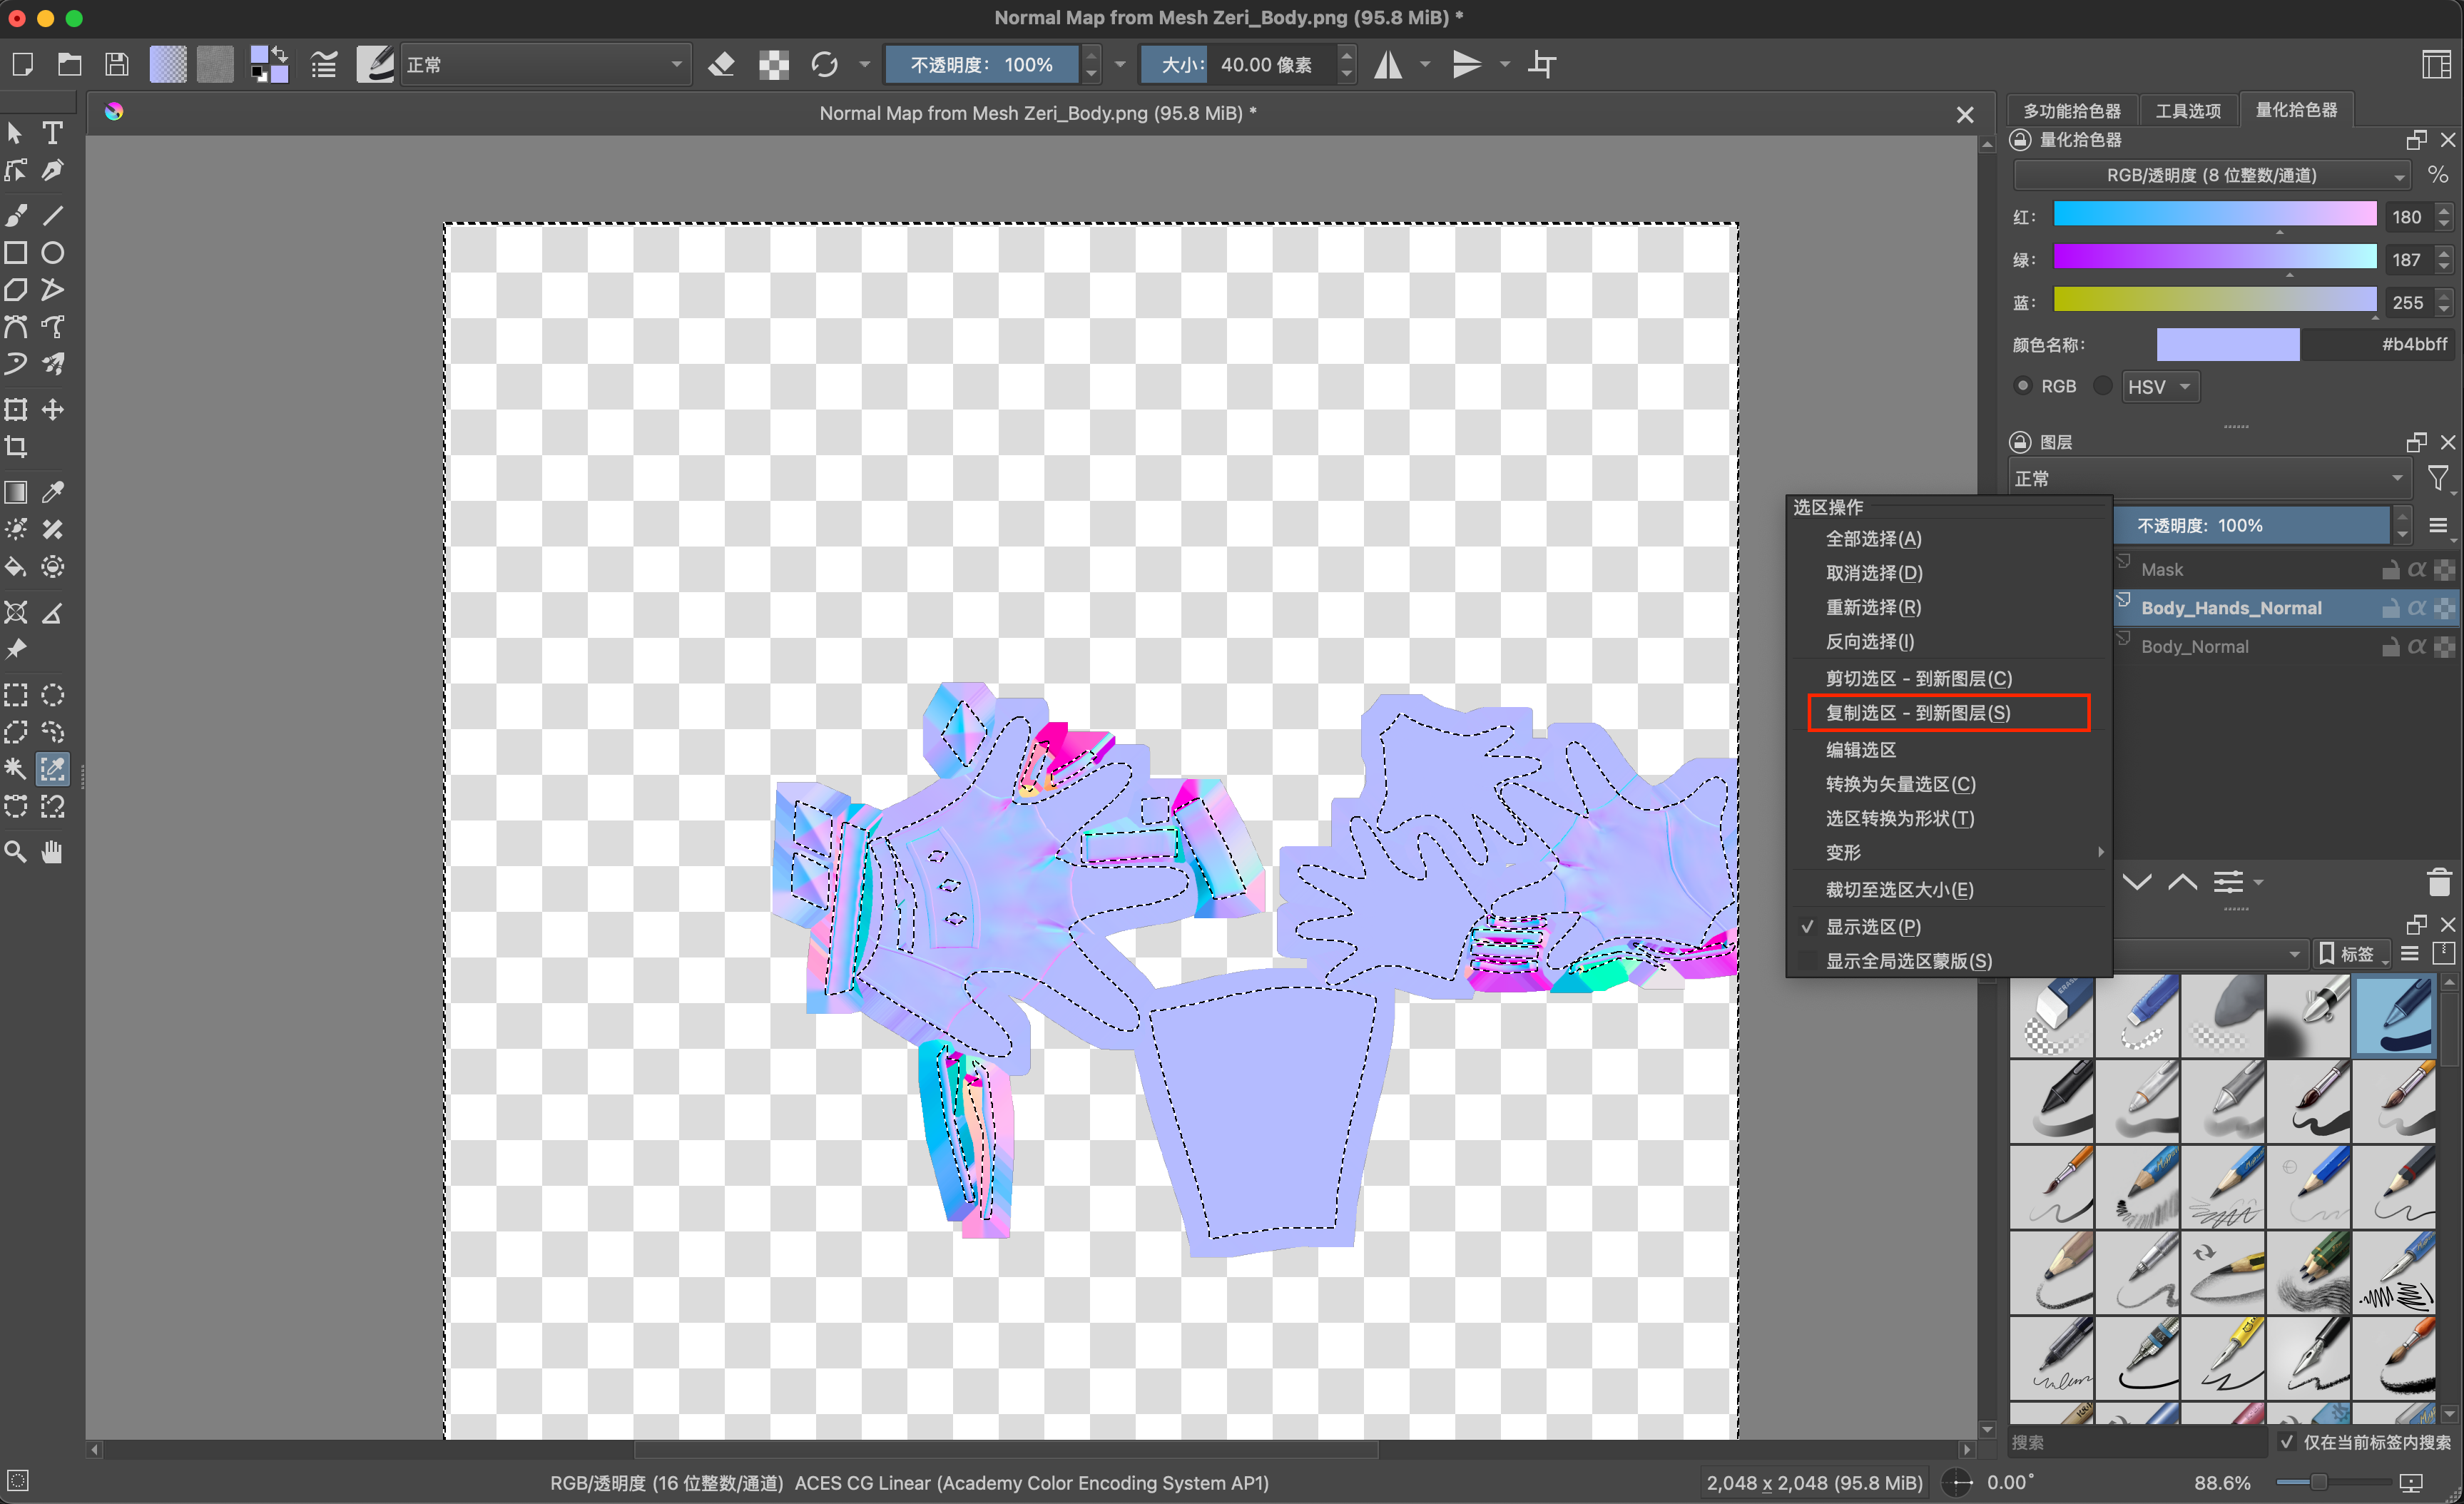 Normal Map from Mesh Zeri_Body.png (95.8 MiB) *
正常
不透明度： 100%
大小： 40.00 像素
Normal Map from Mesh Zeri_Body.png (95.8 MiB) *
多功能拾色器
工具选项
量化拾色器
量化拾色器
RGB/透明度 (8 位整数/通道)
%
红：
180
绿：
187
蓝：
255
颜色名称：
#b4bbff
RGB
HSV
图层
正常
不透明度： 100%
Mask
Body_Hands_Normal
Body_Normal
选区操作
全部选择(A)
取消选择(D)
重新选择(R)
反向选择(I)
剪切选区 - 到新图层(C)
复制选区 - 到新图层(S)
编辑选区
转换为矢量选区(C)
选区转换为形状(T)
变形
裁切至选区大小(E)
显示选区(P)
显示全局选区蒙版(S)
标签
搜索
仅在当前标签内搜索
RGB/透明度 (16 位整数/通道) ACES CG Linear (Academy Color Encoding System AP1)
2,048 x 2,048 (95.8 MiB)
0.00°
88.6%